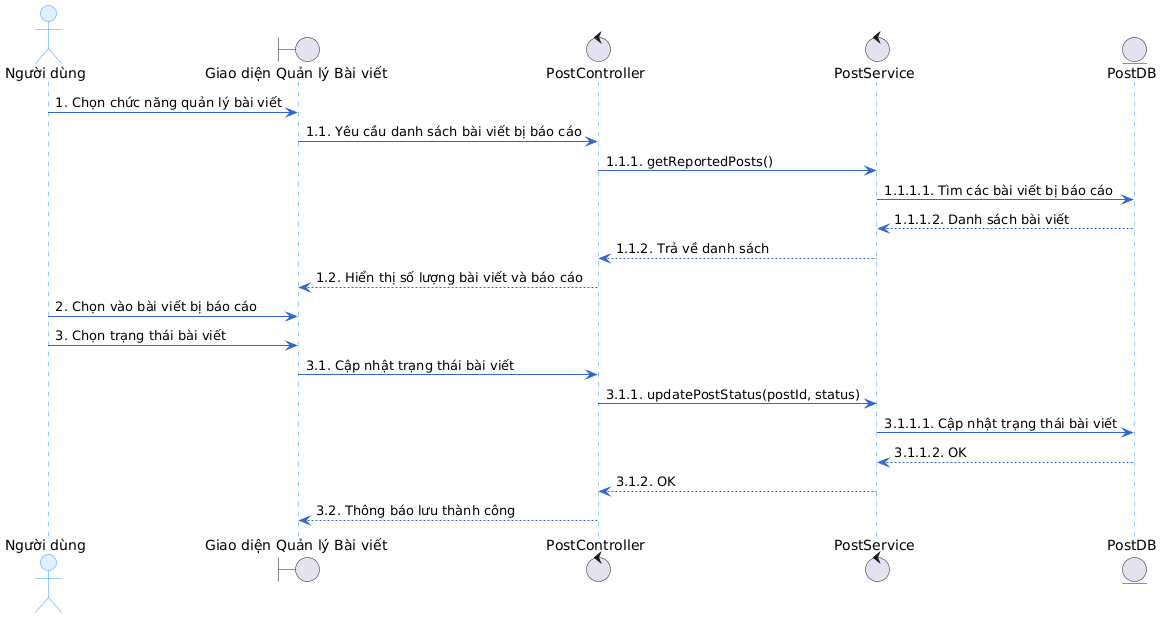 Người dùng
Giao diện Quản lý Bài viết
PostController
PostService
PostDB
1. Chọn chức năng quản lý bài viết
1.1. Yêu cầu danh sách bài viết bị báo cáo
1.1.1. getReportedPosts()
1.1.1.1. Tìm các bài viết bị báo cáo
1.1.1.2. Danh sách bài viết
1.1.2. Trả về danh sách
1.2. Hiển thị số lượng bài viết và báo cáo
2. Chọn vào bài viết bị báo cáo
3. Chọn trạng thái bài viết
3.1. Cập nhật trạng thái bài viết
3.1.1. updatePostStatus(postId, status)
3.1.1.1. Cập nhật trạng thái bài viết
3.1.1.2. OK
3.1.2. OK
3.2. Thông báo lưu thành công
Người dùng
Giao diện Quản lý Bài viết
PostController
PostService
PostDB